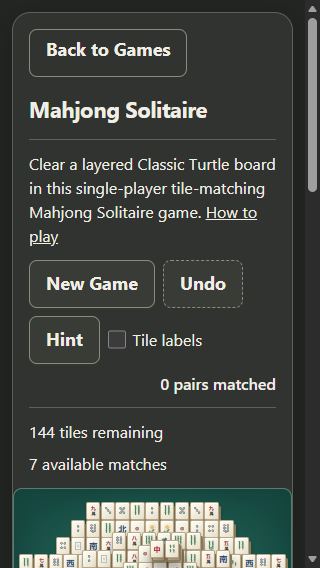 Back to Games
Mahjong Solitaire
Clear a layered Classic Turtle board
in this single-player tile-matching
Mahjong Solitaire game. How to
play
New Game
Undo
Hint
Tile labels
0 pairs matched
144 tiles remaining
7 available matches